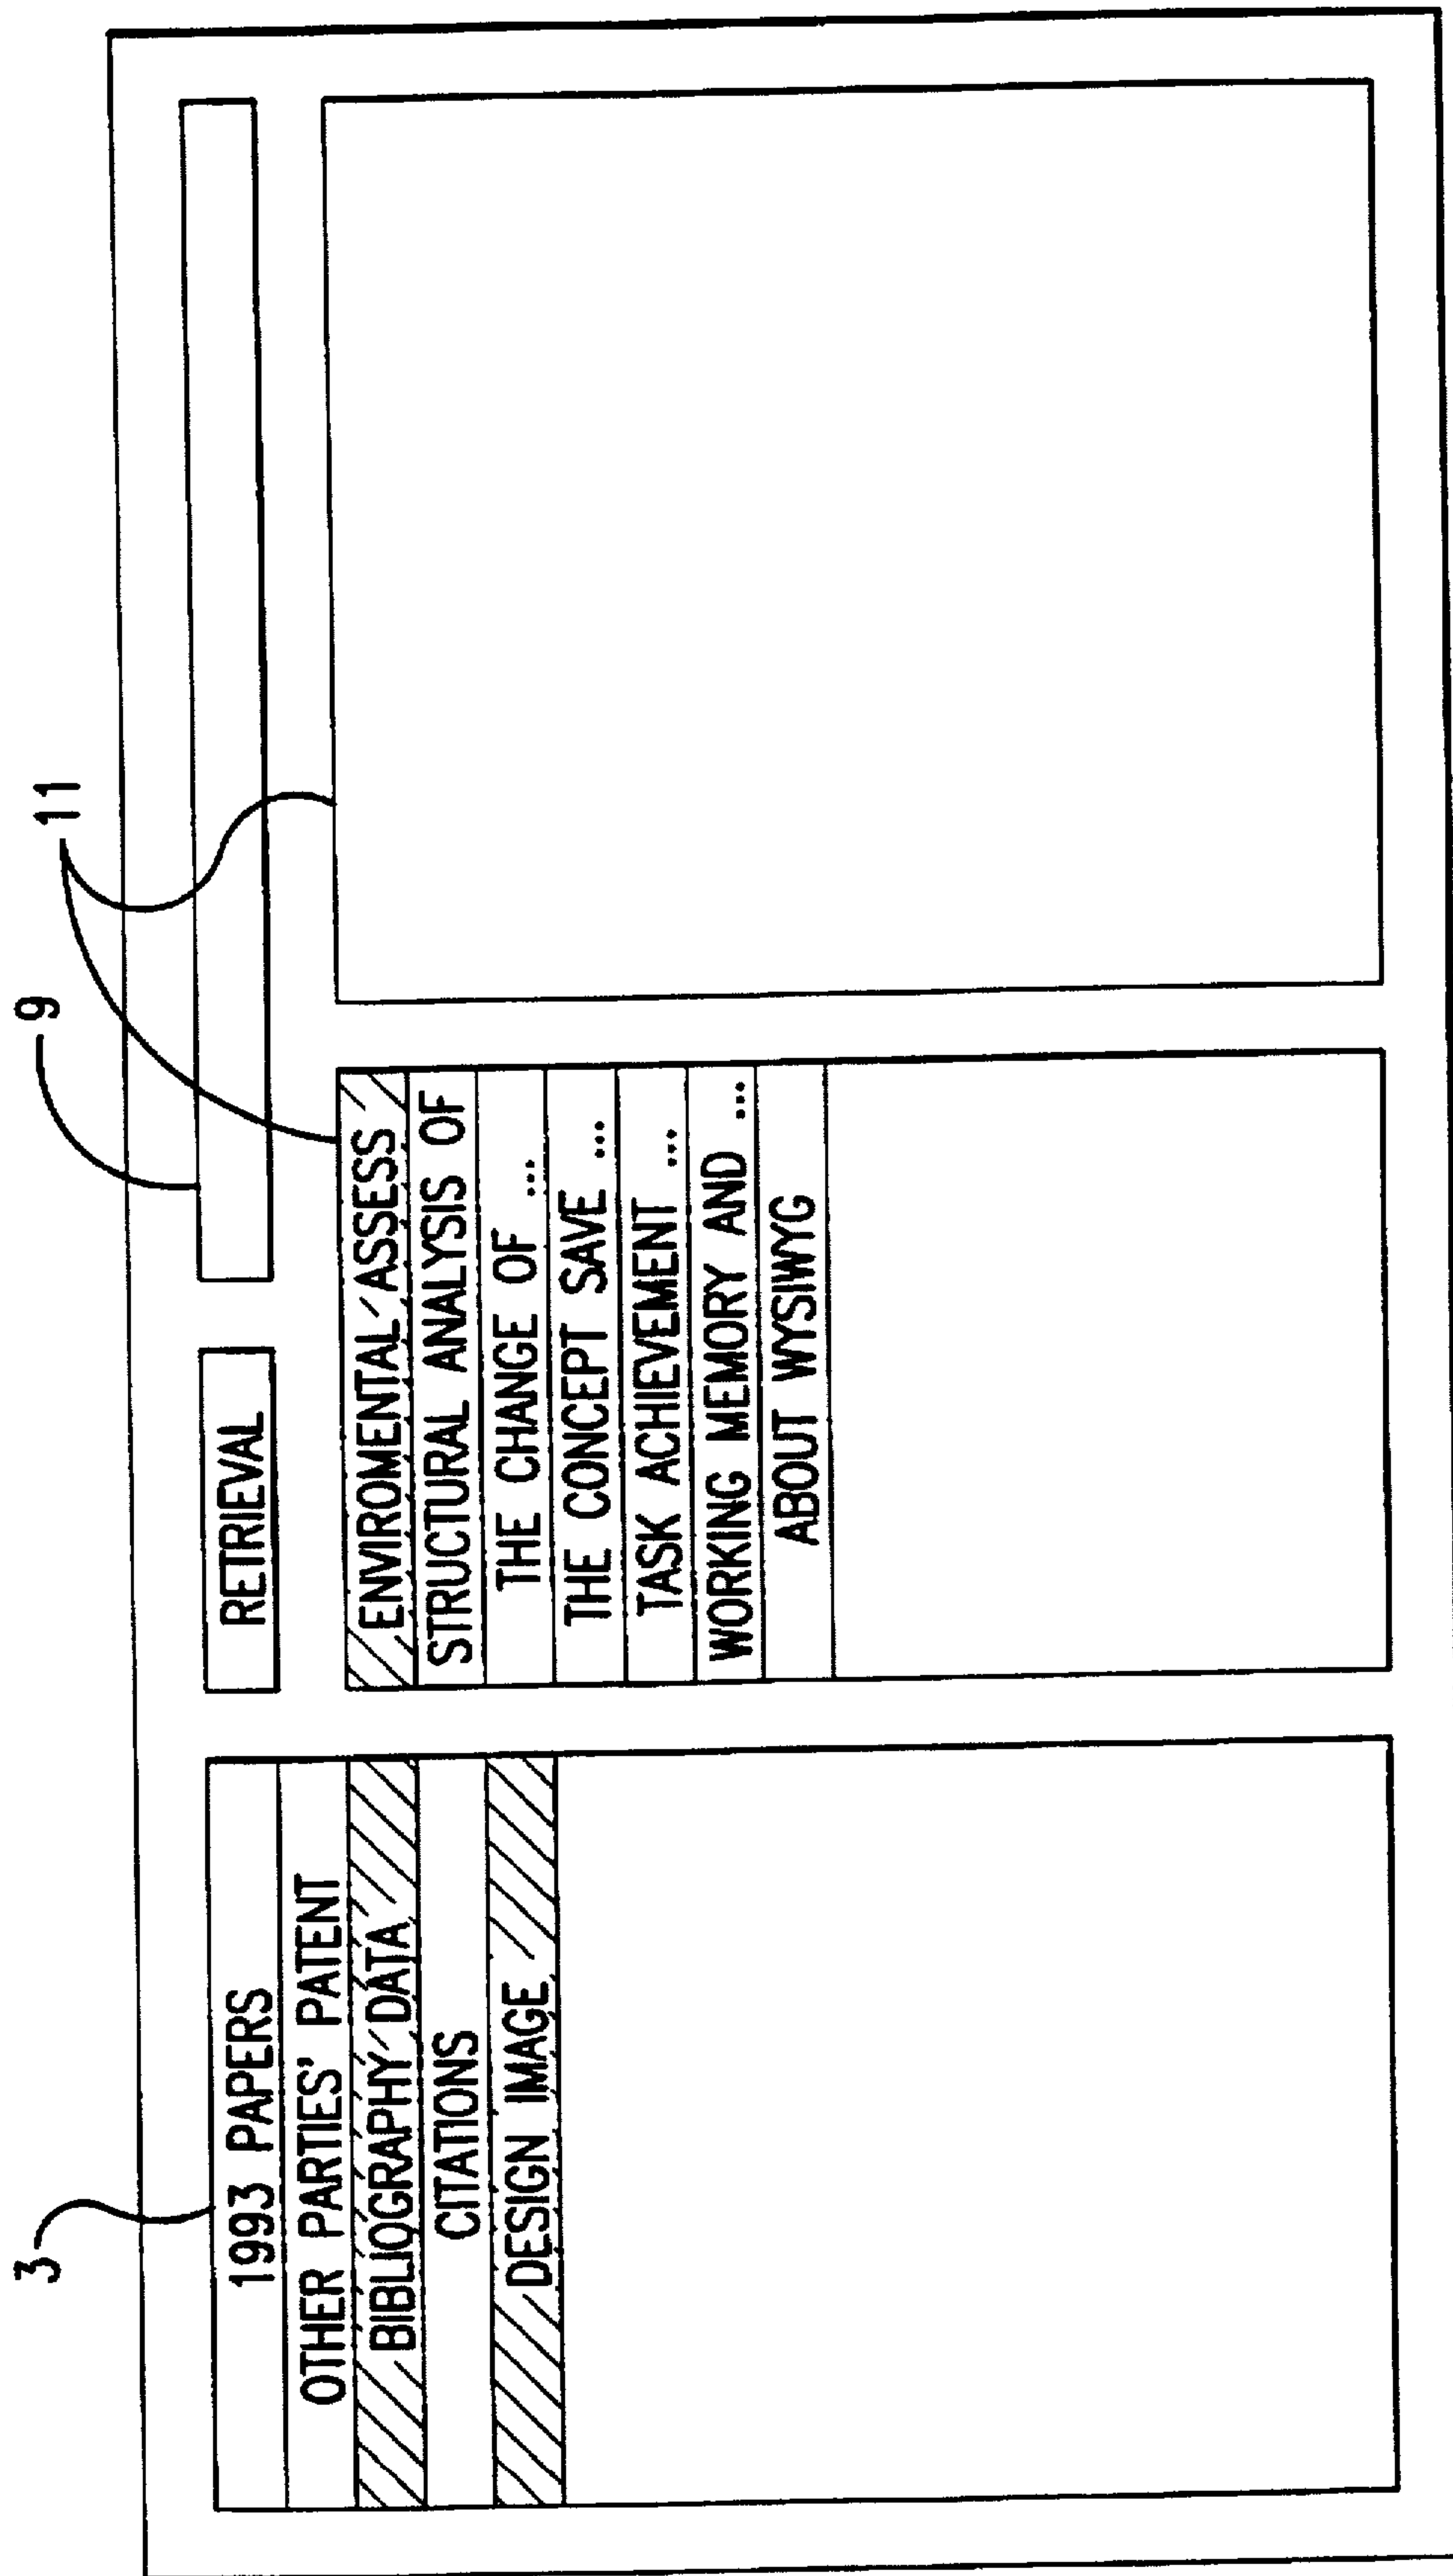 3
9
11
1993 PAPERS
OTHER PARTIES' PATENT
BIBLIOGRAPHY DATA
CITATIONS
DESIGN IMAGE
RETRIEVAL
ENVIROMENTAL ASSESS
STRUCTURAL ANALYSIS OF
THE CHANGE OF ...
THE CONCEPT SAVE ...
TASK ACHIEVEMENT ...
WORKING MEMORY AND ...
ABOUT WYSIWYG